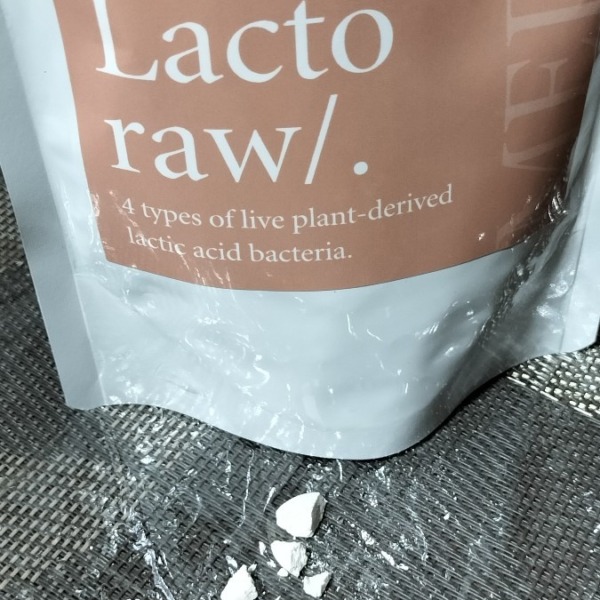 Lacto
raw/.
4 types of live plant-derived
lactic acid bacteria.